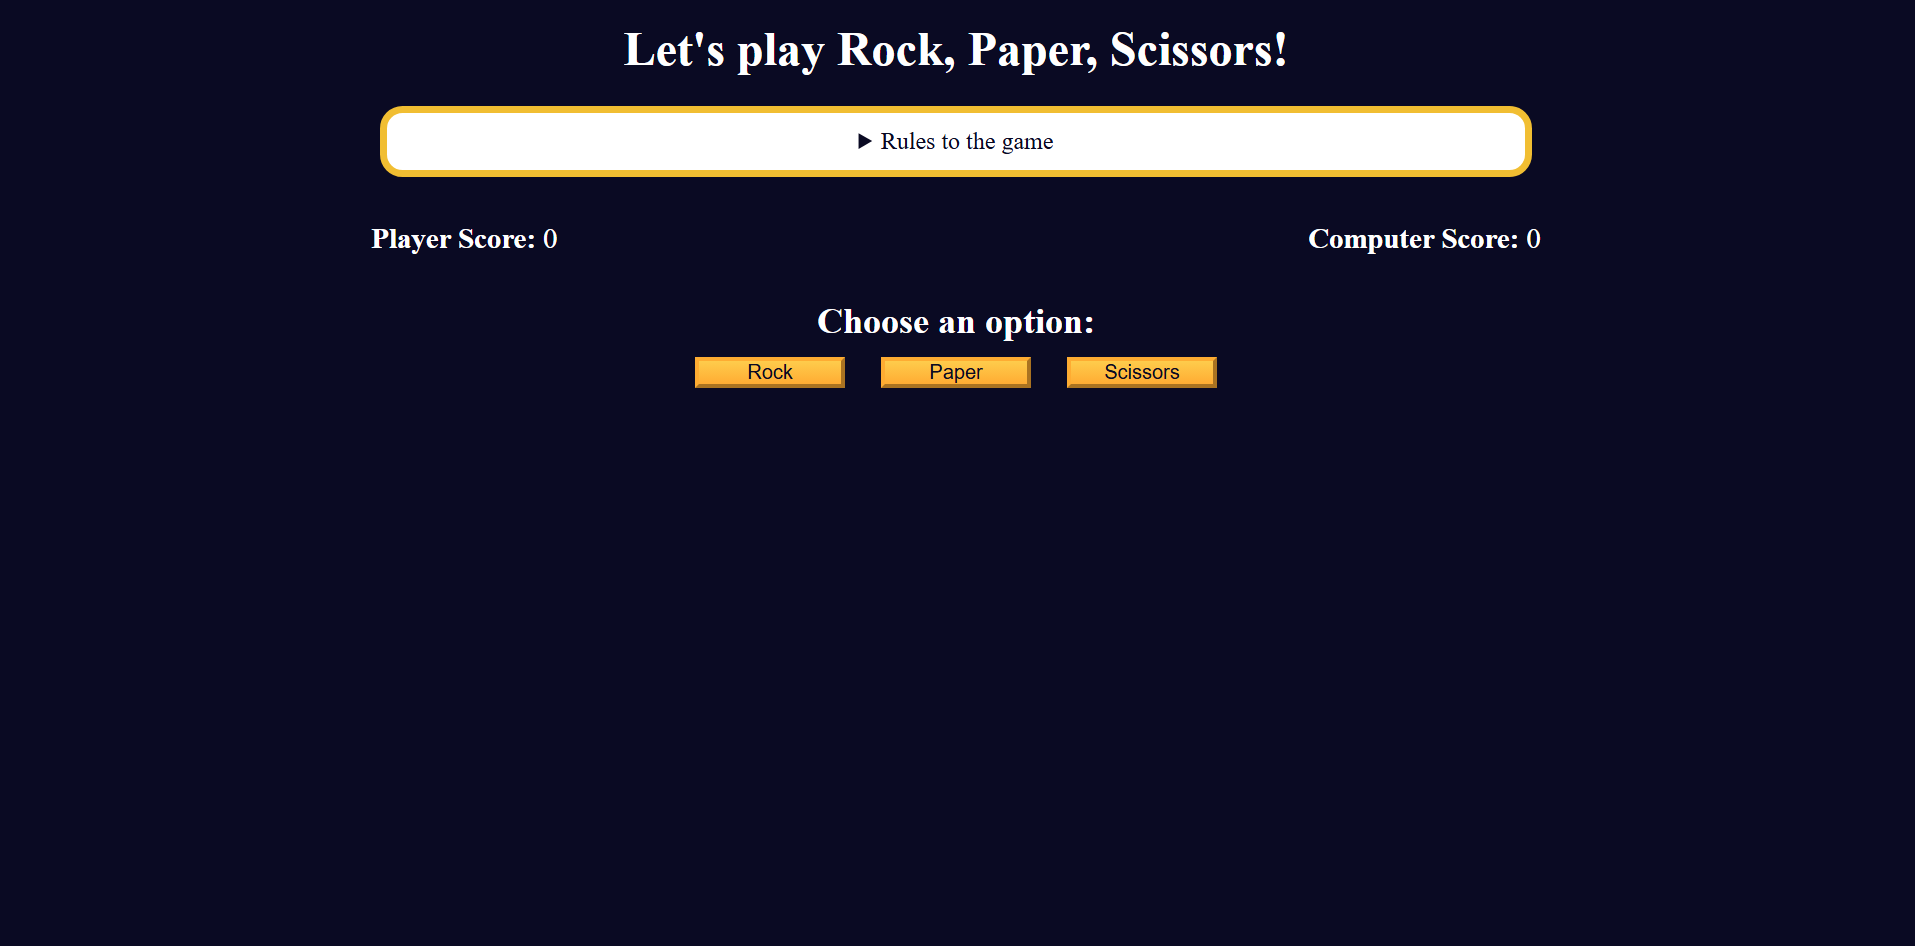 Let's play Rock, Paper, Scissors!
Rules to the game
Player Score: 0
Computer Score: 0
Choose an option:
Rock
Paper
Scissors